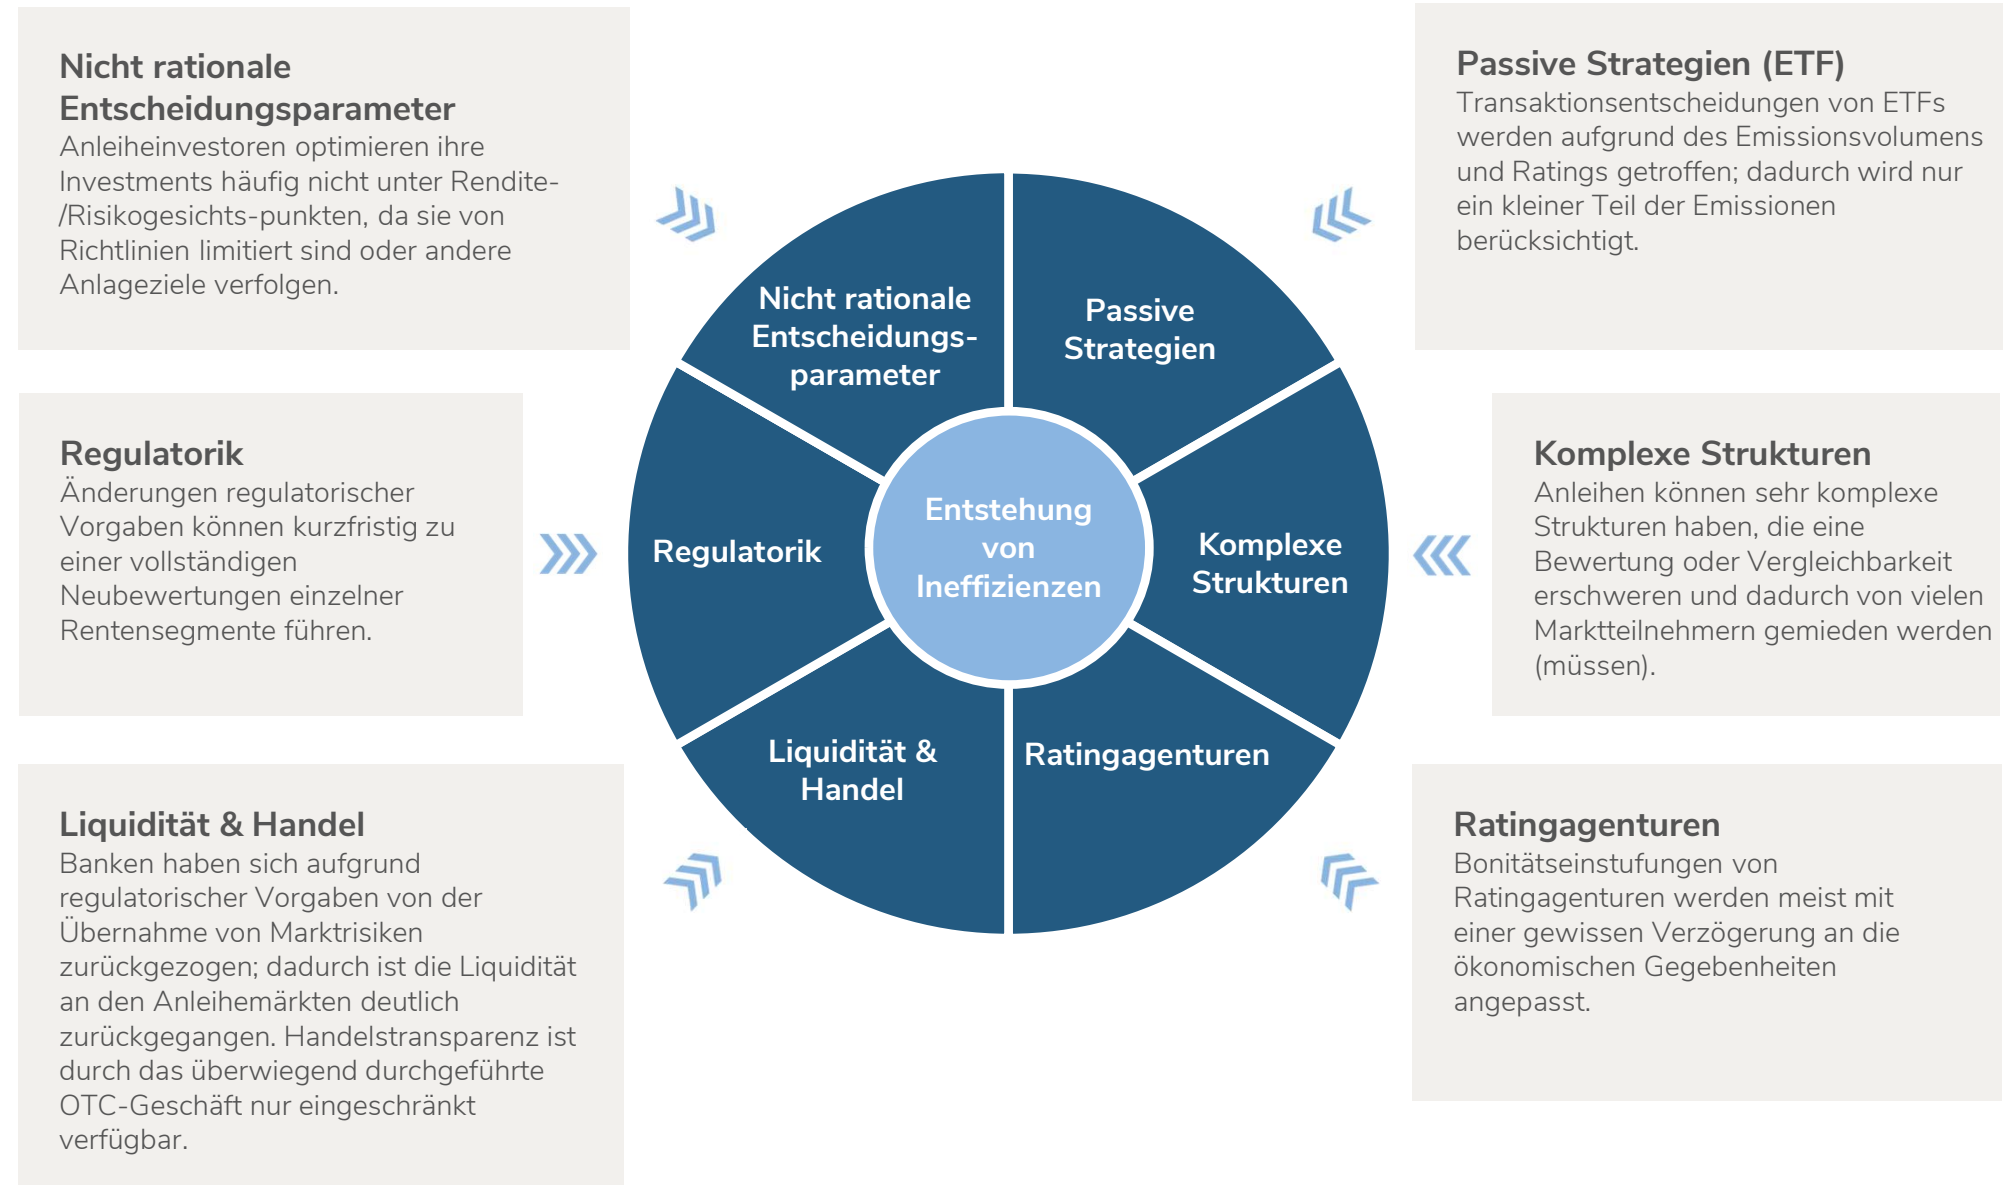 Nicht rationale
Entscheidungsparameter
Anleiheinvestoren optimieren ihre
Investments häufig nicht unter Rendite-
/Risikogesichts-punkten, da sie von
Richtlinien limitiert sind oder andere
Anlageziele verfolgen.
Passive Strategien (ETF)
Transaktionsentscheidungen von ETFs
werden aufgrund des Emissionsvolumens
und Ratings getroffen; dadurch wird nur
ein kleiner Teil der Emissionen
berücksichtigt.
Nicht rationale
Entscheidungs-
parameter
Passive
Strategien
Regulatorik
Änderungen regulatorischer
Vorgaben können kurzfristig zu
einer vollständigen
Neubewertungen einzelner
Rentensegmente führen.
Regulatorik
Entstehung
von
Ineffizienzen
Komplexe
Strukturen
Komplexe Strukturen
Anleihen können sehr komplexe
Strukturen haben, die eine
Bewertung oder Vergleichbarkeit
erschweren und dadurch von vielen
Marktteilnehmern gemieden werden
(müssen).
Liquidität &
Handel
Ratingagenturen
Liquidität & Handel
Banken haben sich aufgrund
regulatorischer Vorgaben von der
Übernahme von Marktrisiken
zurückgezogen; dadurch ist die Liquidität
an den Anleihemärkten deutlich
zurückgegangen. Handelstransparenz ist
durch das überwiegend durchgeführte
OTC-Geschäft nur eingeschränkt
verfügbar.
Ratingagenturen
Bonitätseinstufungen von
Ratingagenturen werden meist mit
einer gewissen Verzögerung an die
ökonomischen Gegebenheiten
angepasst.